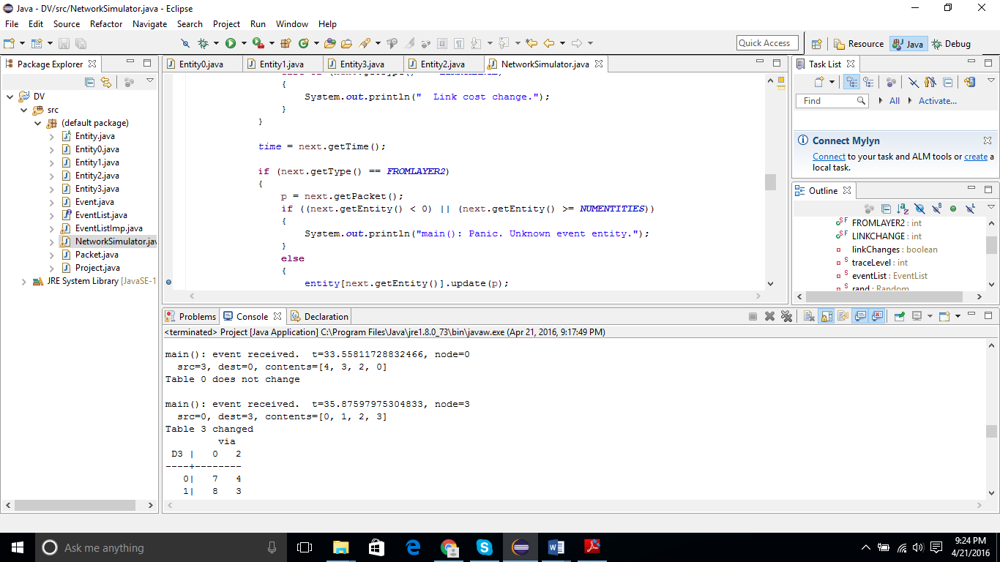 Java - DV/src/NetworkSimulator.java - Eclipse
File Edit Source Refactor Navigate Search Project Run Window Help
Quick Access
Resource
Java
Debug
Package Explorer
DV
src
(default package)
Entity.java
Entity0.java
Entity1.java
Entity2.java
Entity3.java
Event.java
EventList.java
EventListImp.java
NetworkSimulator.jav
Packet.java
Project.java
JRE System Library [JavaSE-1
Entity0.java
Entity1.java
Entity3.java
Entity2.java
NetworkSimulator.java
{
System.out.println("  Link cost change.");
}
}
time = next.getTime();
if (next.getType() == FROMLAYER2)
{
p = next.getPacket();
if ((next.getEntity() < 0) || (next.getEntity() >= NUMENTITIES))
{
System.out.println("main(): Panic. Unknown event entity.");
}
else
{
entity[next.getEntity()].update(p);
Task List
Find
All
Activate...
Connect Mylyn
Connect to your task and ALM tools or create a
local task.
Outline
FROMLAYER2 : int
LINKCHANGE : int
linkChanges : boolean
traceLevel : int
eventList : EventList
rand : Random
Problems
Console
Declaration
<terminated> Project [Java Application] C:\Program Files\Java\jre1.8.0_73\bin\javaw.exe (Apr 21, 2016, 9:17:49 PM)
main(): event received.  t=33.55811728832466, node=0
src=3, dest=0, contents=[4, 3, 2, 0]
Table 0 does not change
main(): event received.  t=35.87597975304833, node=3
src=0, dest=3, contents=[0, 1, 2, 3]
Table 3 changed
via
D3 |   0   2
----+--------
0|   7   4
1|   8   3
Ask me anything
9:24 PM
4/21/2016